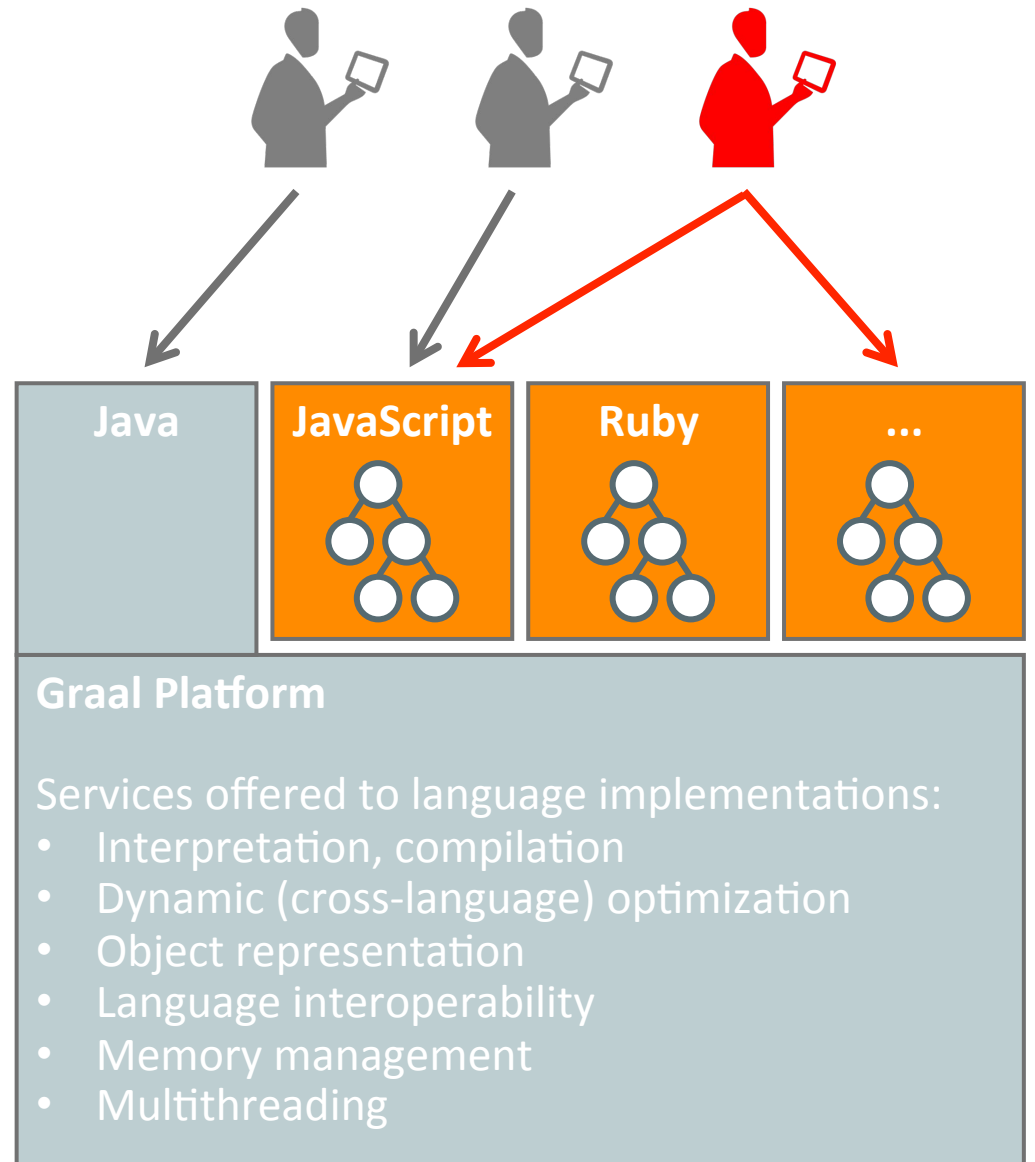 Java
JavaScript
Ruby
...
Graal Platform
Services offered to language implementations:
• Interpretation, compilation
• Dynamic (cross-language) optimization
• Object representation
• Language interoperability
• Memory management
• Multithreading